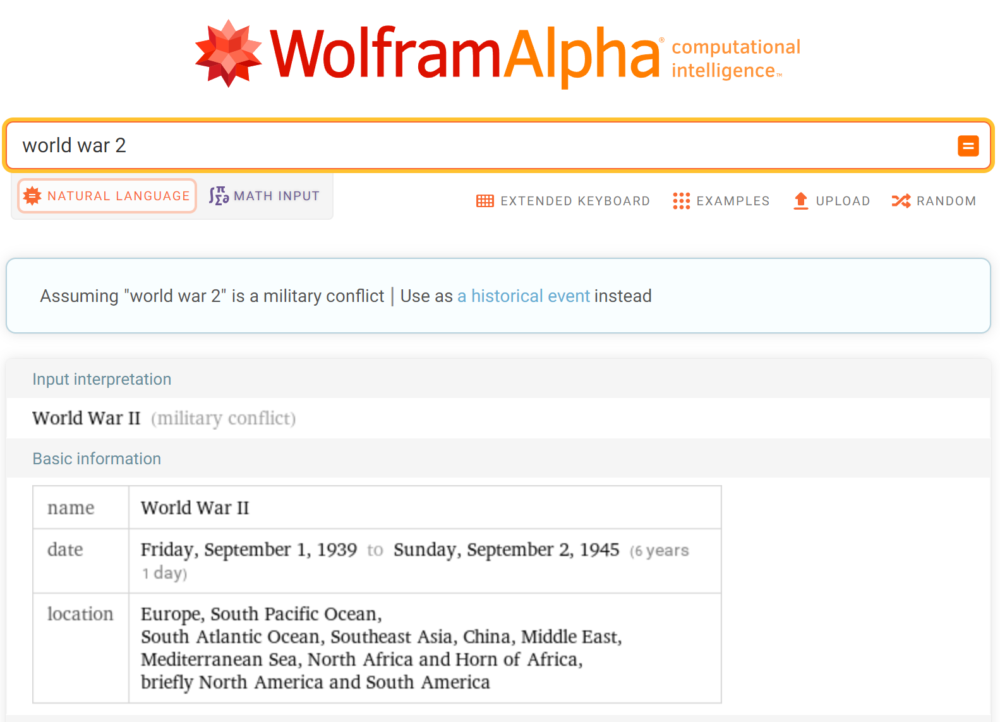 WolframAlpha® computational
intelligence™
world war 2
=
NATURAL LANGUAGE
∫π∑∂ MATH INPUT
EXTENDED KEYBOARD
EXAMPLES
UPLOAD
RANDOM
Assuming "world war 2" is a military conflict | Use as a historical event instead
Input interpretation
World War II (military conflict)
Basic information
name World War II
date Friday, September 1, 1939 to Sunday, September 2, 1945 (6 years
1 day)
location Europe, South Pacific Ocean,
South Atlantic Ocean, Southeast Asia, China, Middle East,
Mediterranean Sea, North Africa and Horn of Africa,
briefly North America and South America